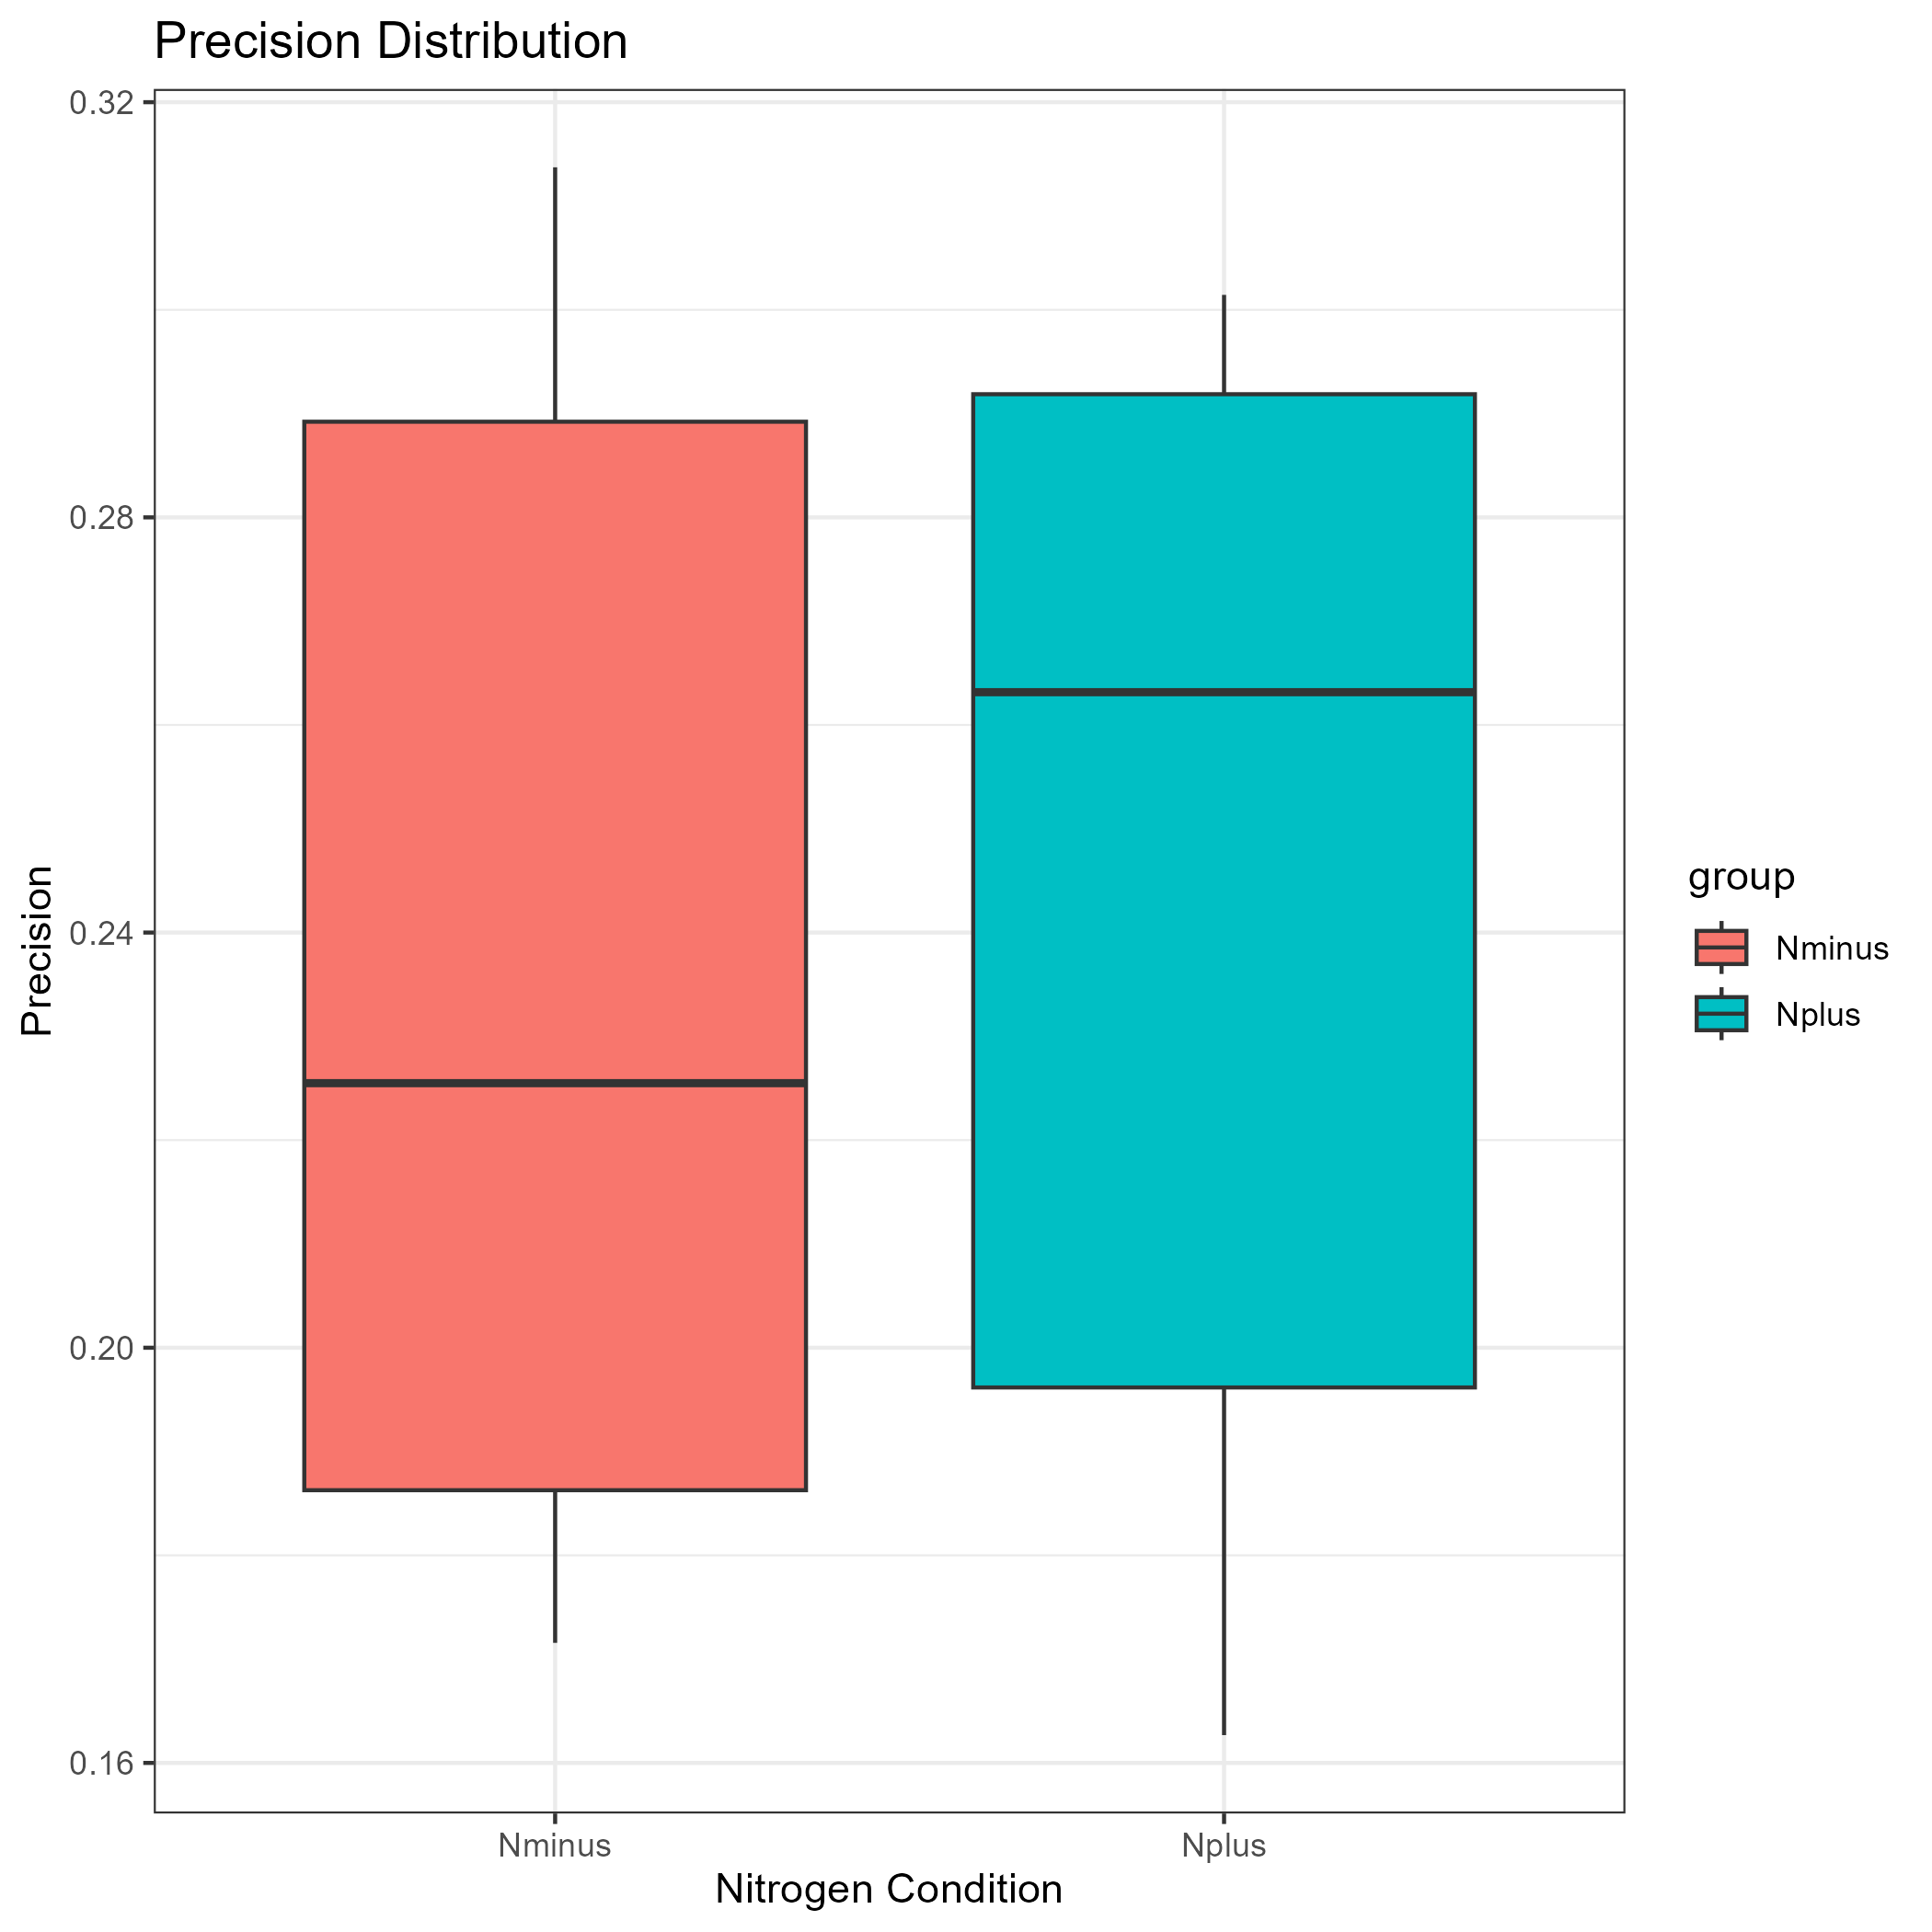 Precision Distribution
0.32
0.28
0.24
0.20
0.16
Precision
Nminus
Nplus
Nitrogen Condition
group
Nminus
Nplus